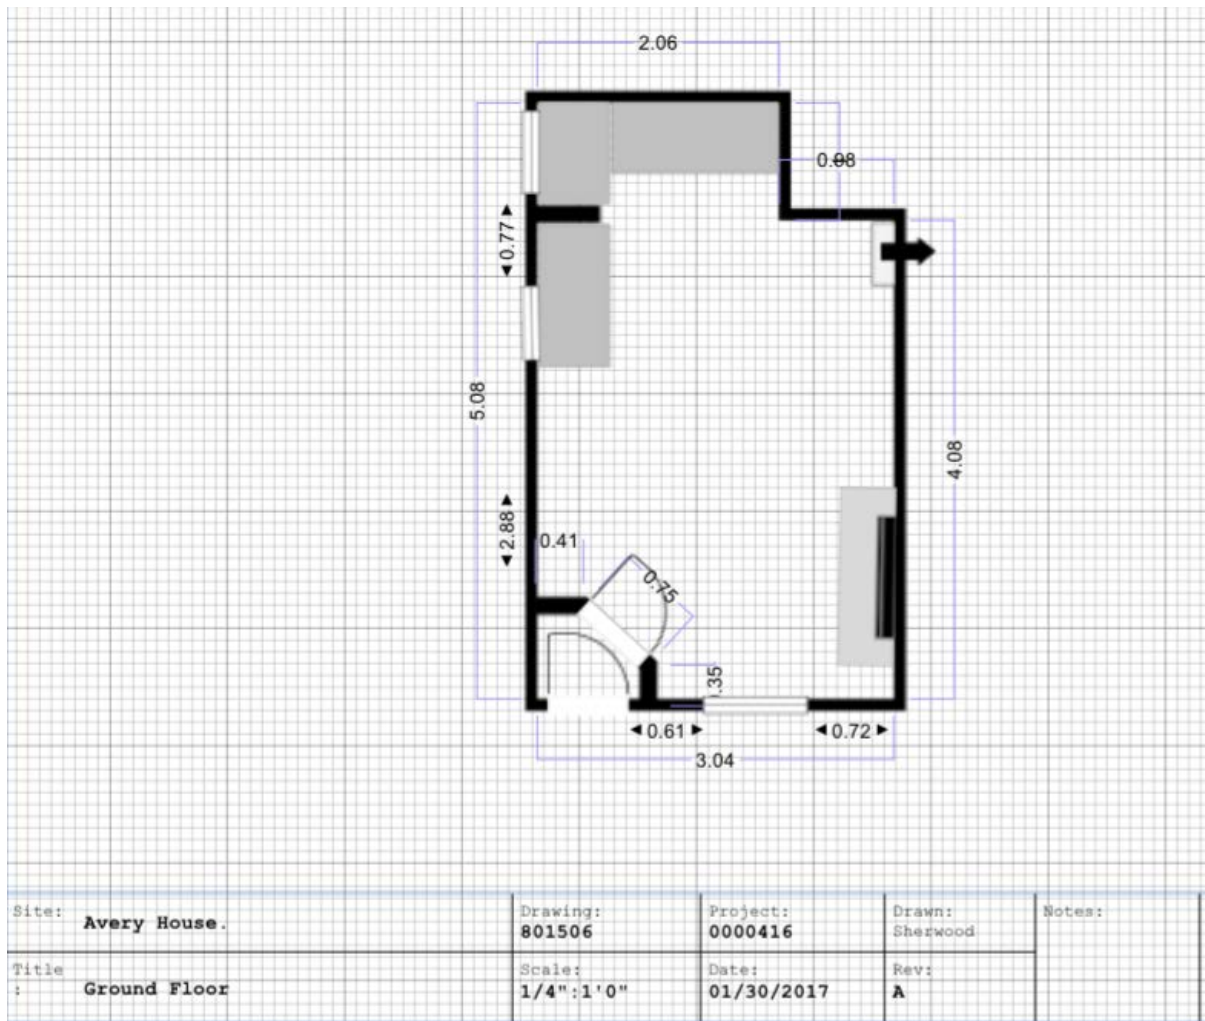 2.06
0.98
0.77
5.08
4.08
2.88
0.41
0.75
.35
0.61
0.72
3.04
Site: Avery House.
Drawing: 801506
Project: 0000416
Drawn: Sherwood
Notes:
Title : Ground Floor
Scale: 1/4":1'0"
Date: 01/30/2017
Rev: A